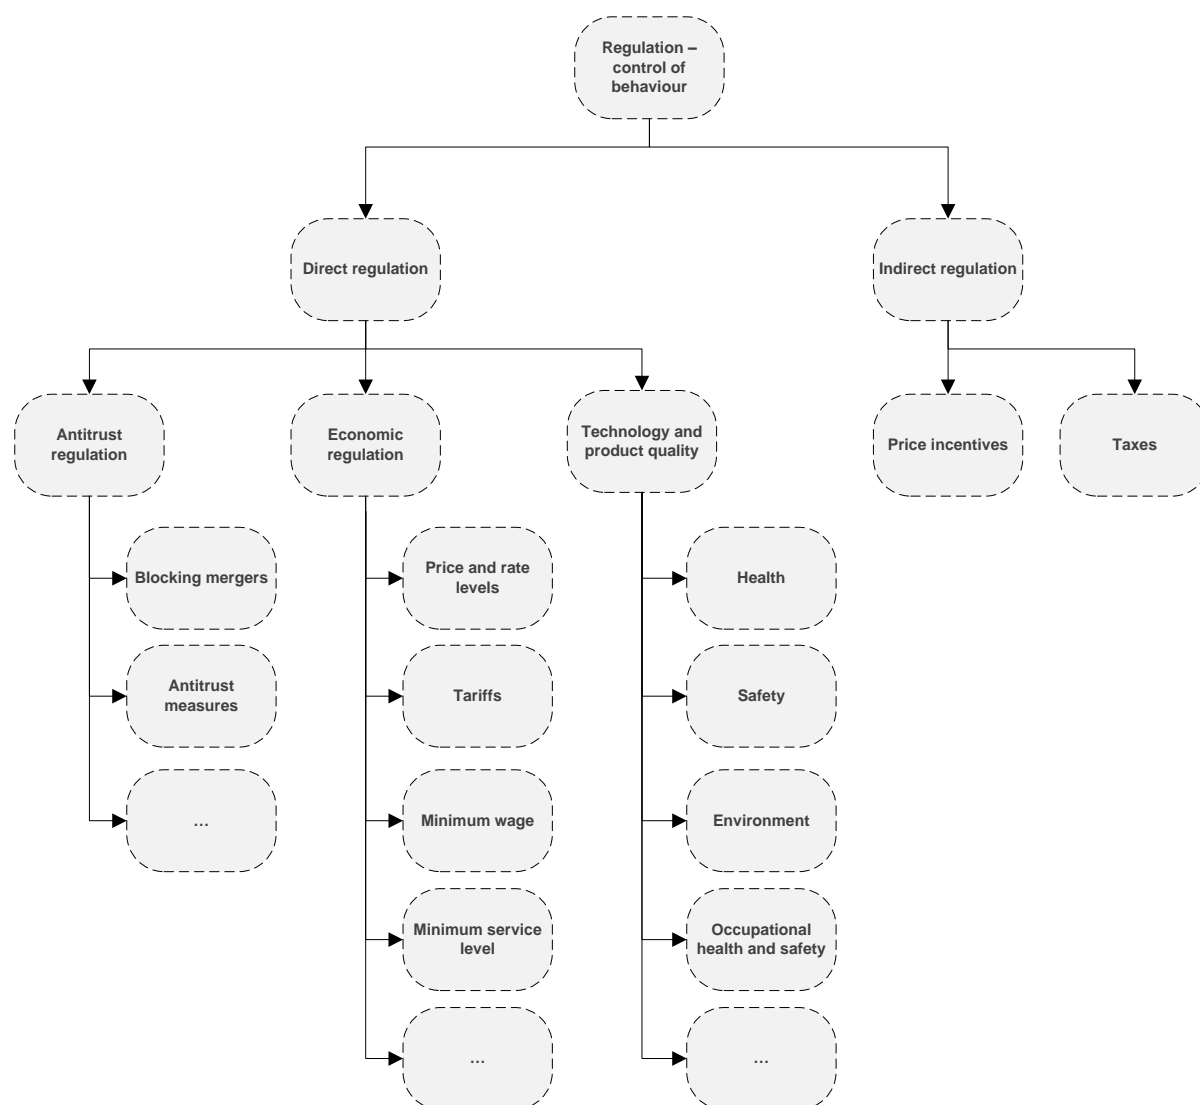 Regulation –
control of
behaviour
Direct regulation
Indirect regulation
Antitrust
regulation
Economic
regulation
Technology and
product quality
Price incentives
Taxes
Blocking mergers
Price and rate
levels
Health
Antitrust
measures
Tariffs
Safety
...
Minimum wage
Environment
Minimum service
level
Occupational
health and safety
...
...